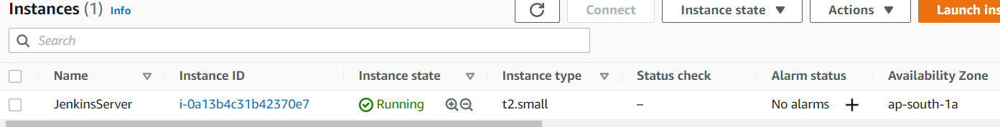 Instances (1) Info Connect Instance state Actions Launch ins
Search
Name Instance ID Instance state Instance type Status check Alarm status Availability Zone
JenkinsServer i-0a13b4c31b42370e7 Running t2.small – No alarms + ap-south-1a